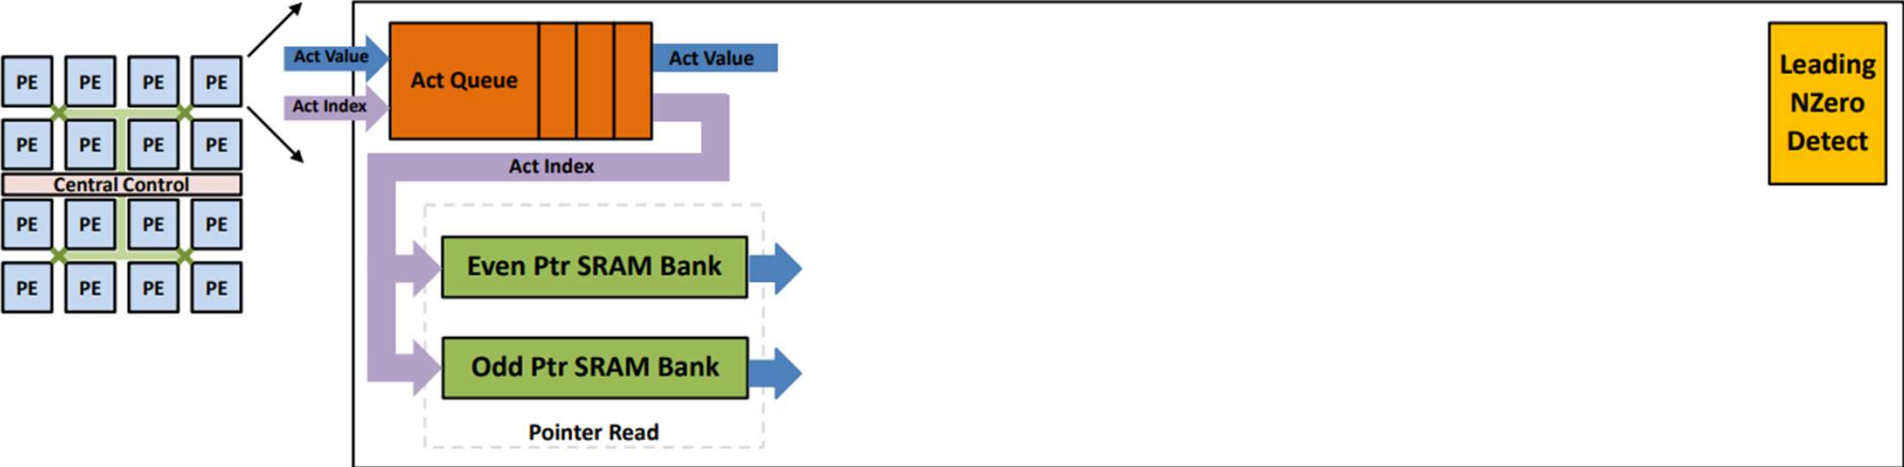 PE PE PE PE
PE PE PE PE
Central Control
PE PE PE PE
PE PE PE PE
Act Value
Act Index
Act Queue
Act Value
Act Index
Even Ptr SRAM Bank
Odd Ptr SRAM Bank
Pointer Read
Leading
NZero
Detect